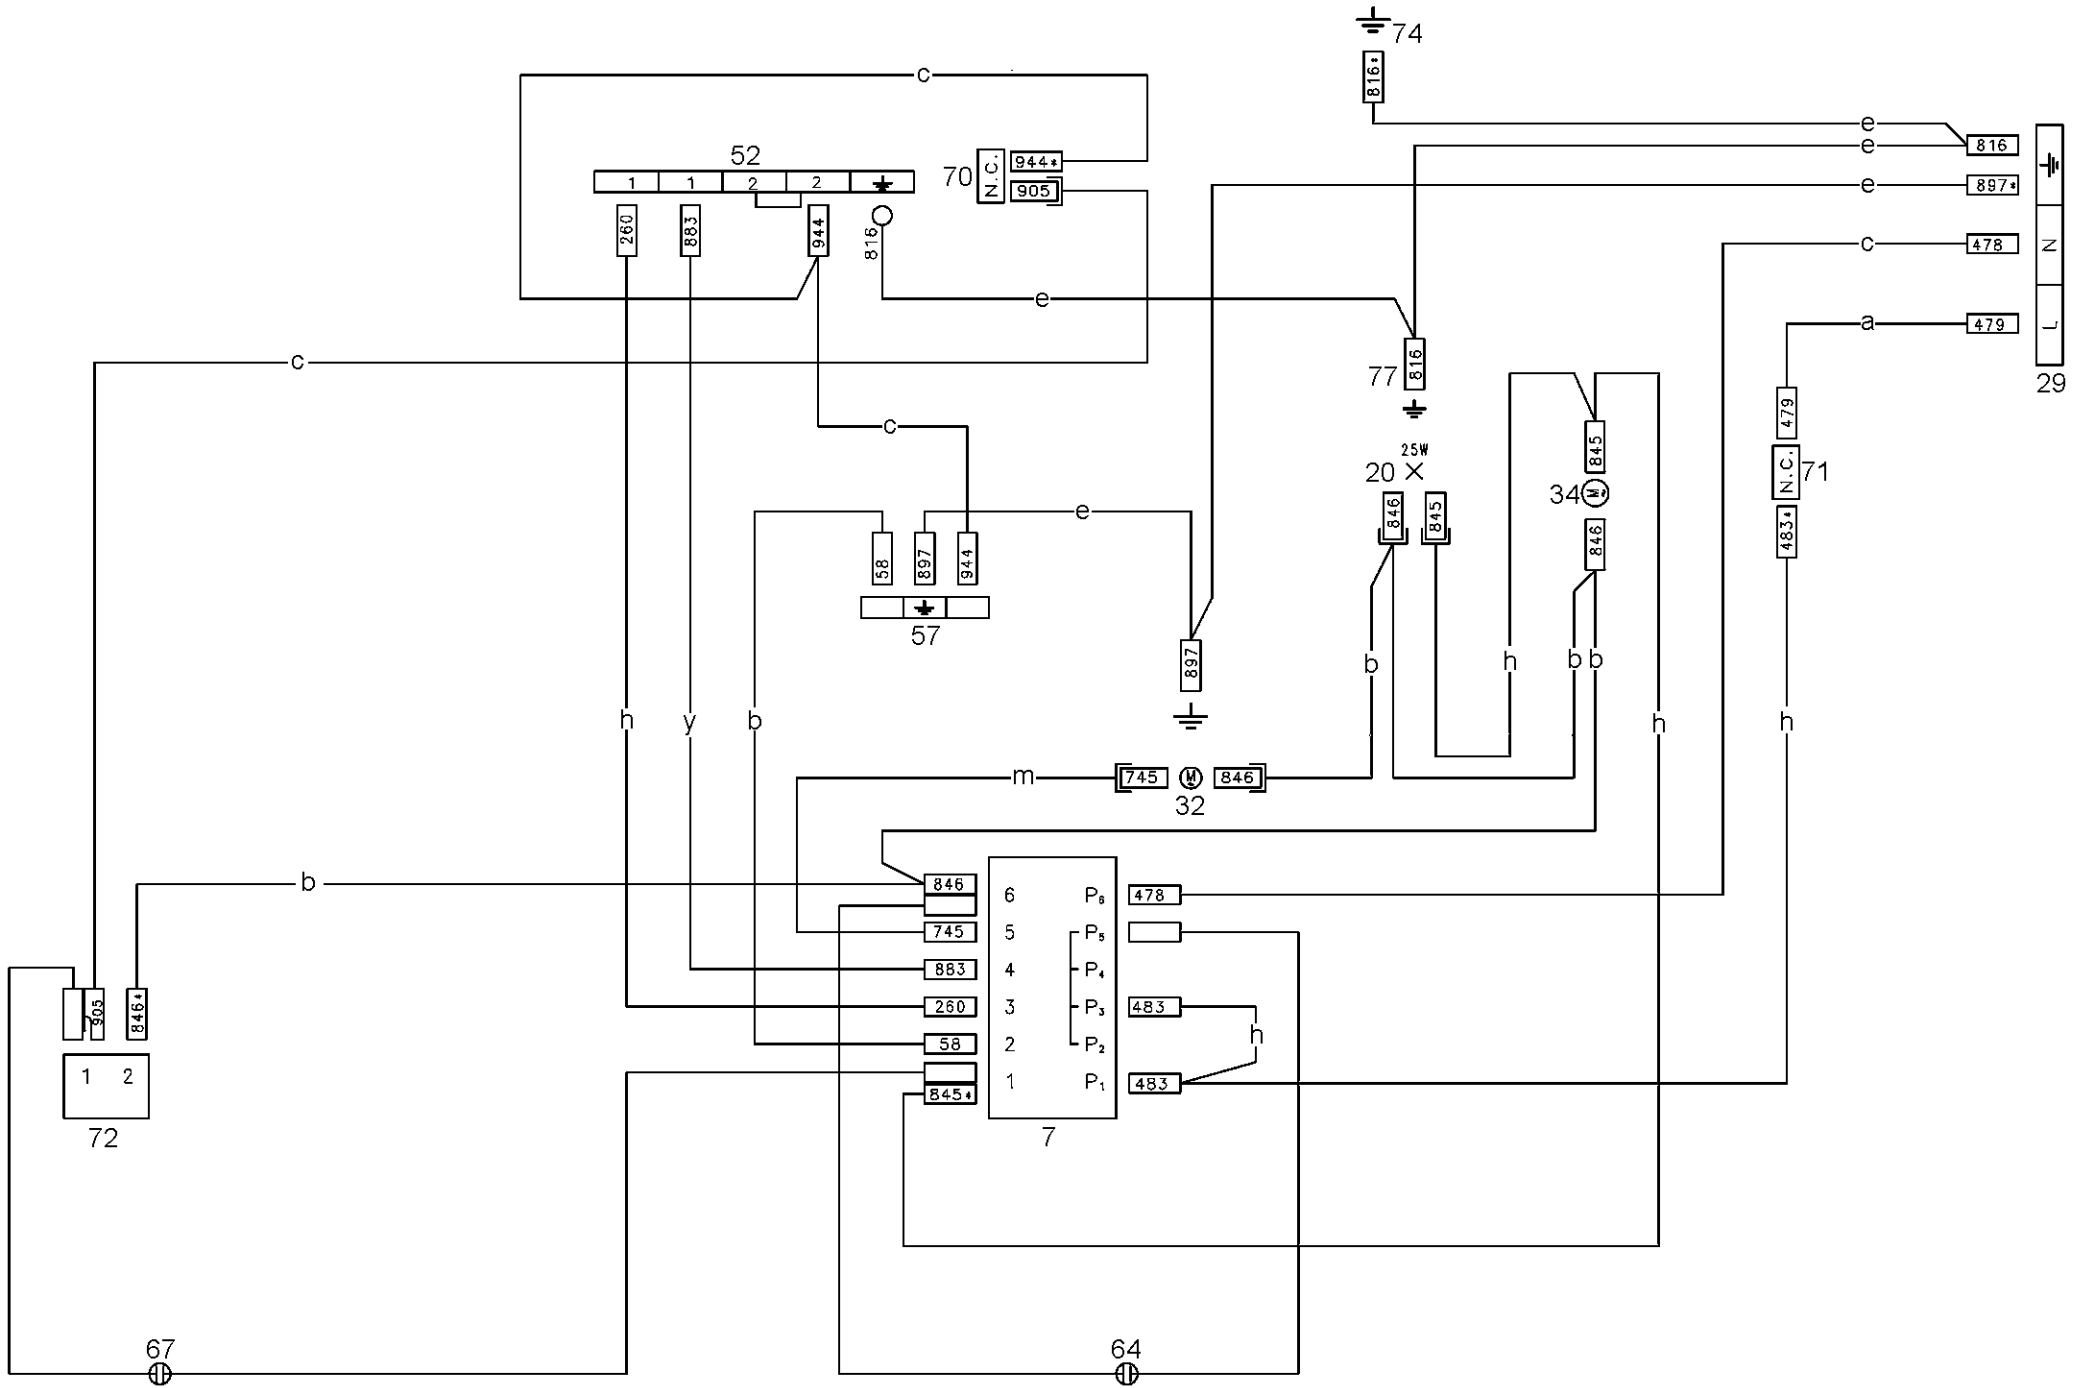 74
816*
c
e
816
e
52
70
N.C.
944*
905
e
897*
1 1 2 2
260
883
944
816
c
478
N
e
a
479
L
29
c
77
816
479
N.C.
71
483*
c
25W
20
846
845
845
34
M
846
b
e
58
897
944
57
897
b
h
b b
h
h
h
y
b
m
745
M
846
32
b
846
6
P6
478
745
5
P5
883
4
P4
260
3
P3
483
h
58
2
P2
1
P1
483
845*
7
905
846*
1 2
72
67
64